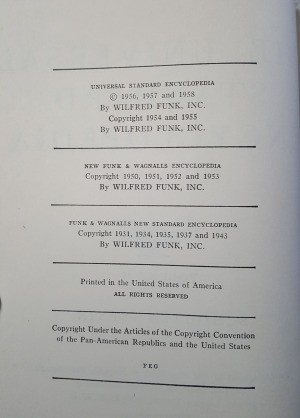 UNIVERSAL STANDARD ENCYCLOPEDIA
© 1956, 1957 and 1958
By WILFRED FUNK, INC.
Copyright 1954 and 1955
By WILFRED FUNK, INC.
NEW FUNK & WAGNALLS ENCYCLOPEDIA
Copyright 1950, 1951, 1952 and 1953
By WILFRED FUNK, INC.
FUNK & WAGNALLS NEW STANDARD ENCYCLOPEDIA
Copyright 1931, 1934, 1935, 1937 and 1943
By WILFRED FUNK, INC.
Printed in the United States of America
ALL RIGHTS RESERVED
Copyright Under the Articles of the Copyright Convention
of the Pan-American Republics and the United States
FEG